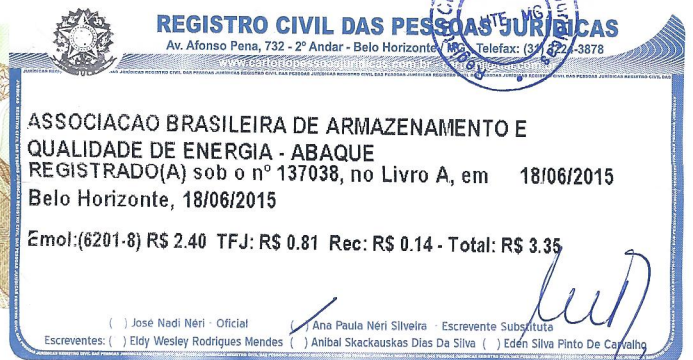 REGISTRO CIVIL DAS PESSOAS JURÍDICAS
Av. Afonso Pena, 732 - 2º Andar - Belo Horizonte/MG - Telefax: (31) 3224-3878
www.cartoriopessoasjuridicas.com.br
ASSOCIACAO BRASILEIRA DE ARMAZENAMENTO E
QUALIDADE DE ENERGIA - ABAQUE
REGISTRADO(A) sob o nº 137038, no Livro A, em 18/06/2015
Belo Horizonte, 18/06/2015
Emol:(6201-8) R$ 2.40 TFJ: R$ 0.81 Rec: R$ 0.14 - Total: R$ 3.35
( ) José Nadi Néri - Oficial ( ) Ana Paula Néri Silveira - Escrevente Substituta
Escreventes: ( ) Eldy Wesley Rodrigues Mendes ( ) Anibal Skackauskas Dias Da Silva ( ) Eden Silva Pinto De Carvalho